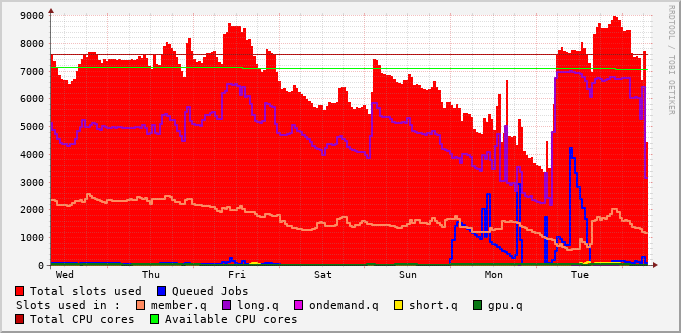 RRDTOOL / TOBI OETIKER
9000
8000
7000
6000
5000
4000
3000
2000
1000
0
Wed Thu Fri Sat Sun Mon Tue
Total slots used Queued Jobs
Slots used in : member.q long.q ondemand.q short.q gpu.q
Total CPU cores Available CPU cores